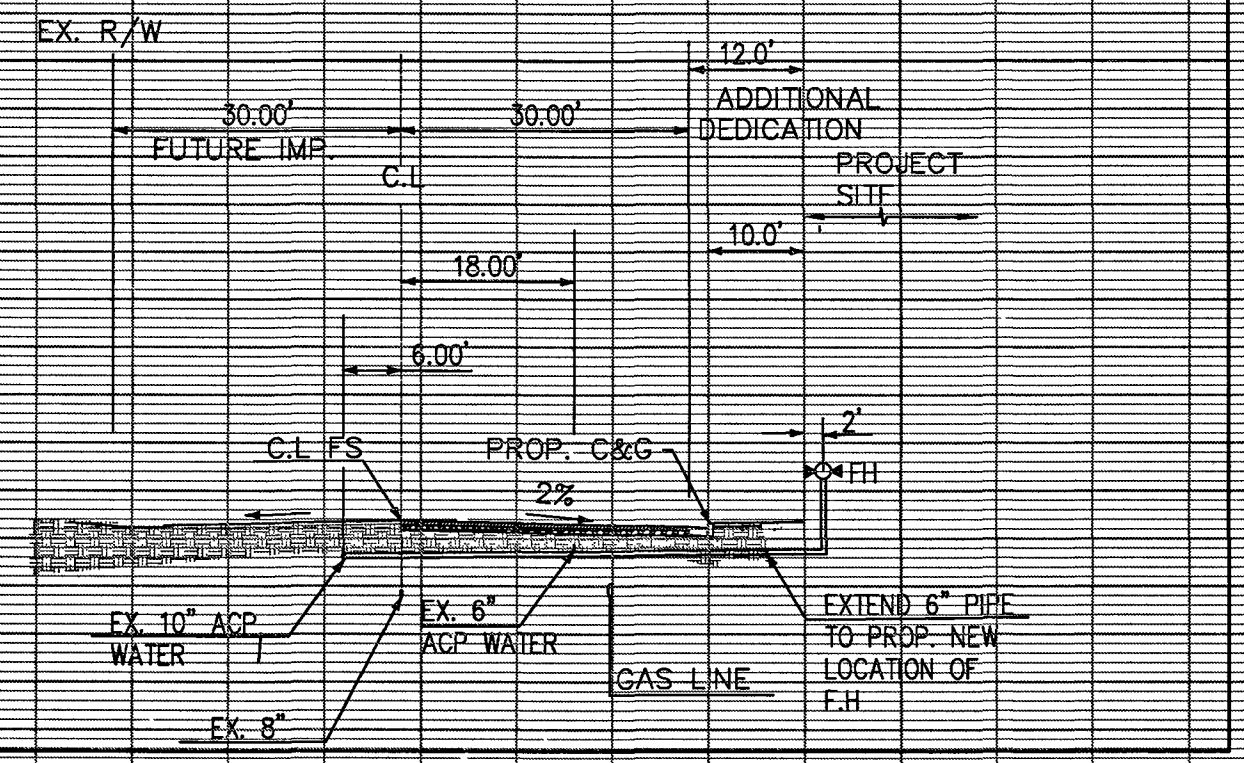 EX. R/W
12.0'
ADDITIONAL
DEDICATION
30.00'
30.00'
FUTURE IMP.
C.L
PROJECT
SITE
10.0'
18.00'
6.00'
2'
C.L FS
PROP. C&G
FH
2%
EX. 10" ACP
WATER
EX. 6"
ACP WATER
EXTEND 6" PIPE
TO PROP. NEW
LOCATION OF
F.H
GAS LINE
EX. 8"